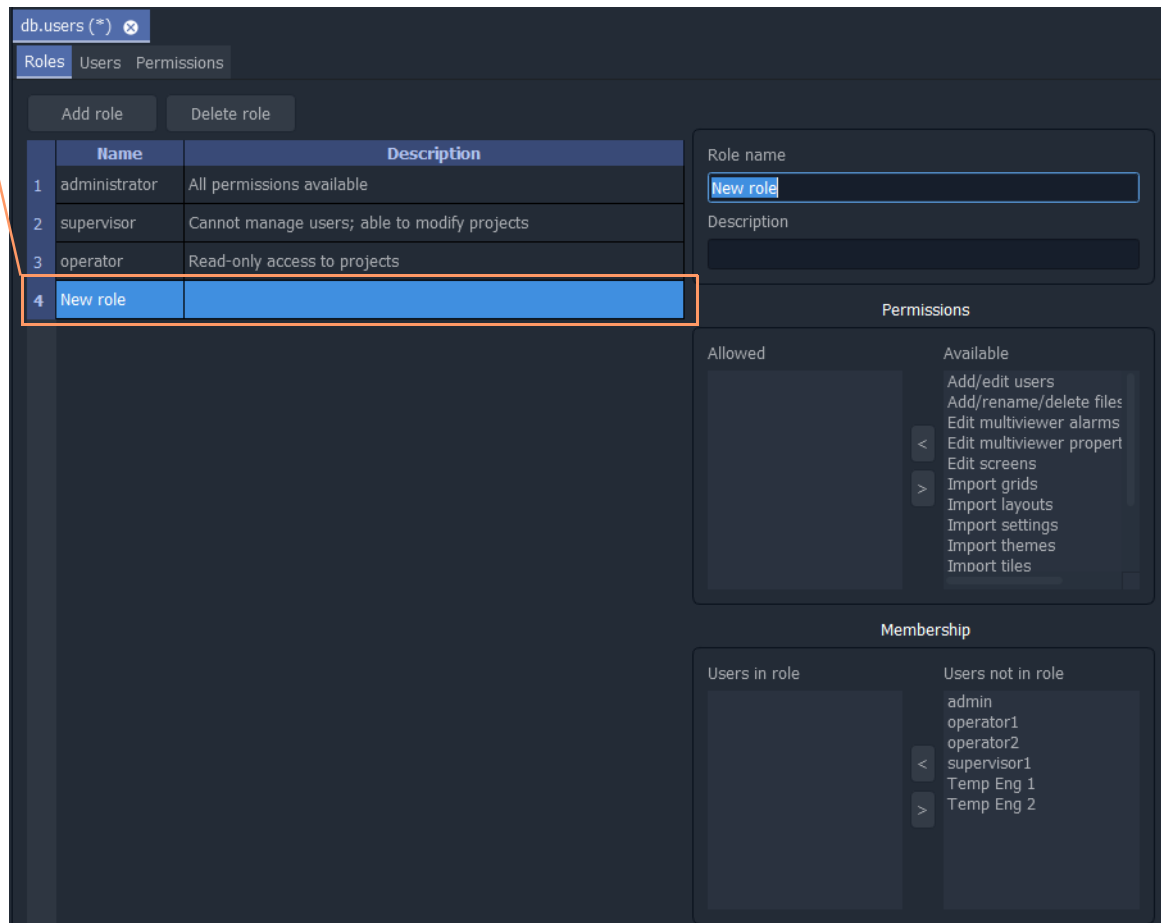 db.users (*)
Roles Users Permissions
Add role Delete role
Name Description
1 administrator All permissions available
2 supervisor Cannot manage users; able to modify projects
3 operator Read-only access to projects
4 New role
Role name
New role
Description
Permissions
Allowed
Available
Add/edit users
Add/rename/delete files
Edit multiviewer alarms
Edit multiviewer propert
Edit screens
Import grids
Import layouts
Import settings
Import themes
Import tiles
<
>
Membership
Users in role
Users not in role
admin
operator1
operator2
supervisor1
Temp Eng 1
Temp Eng 2
<
>